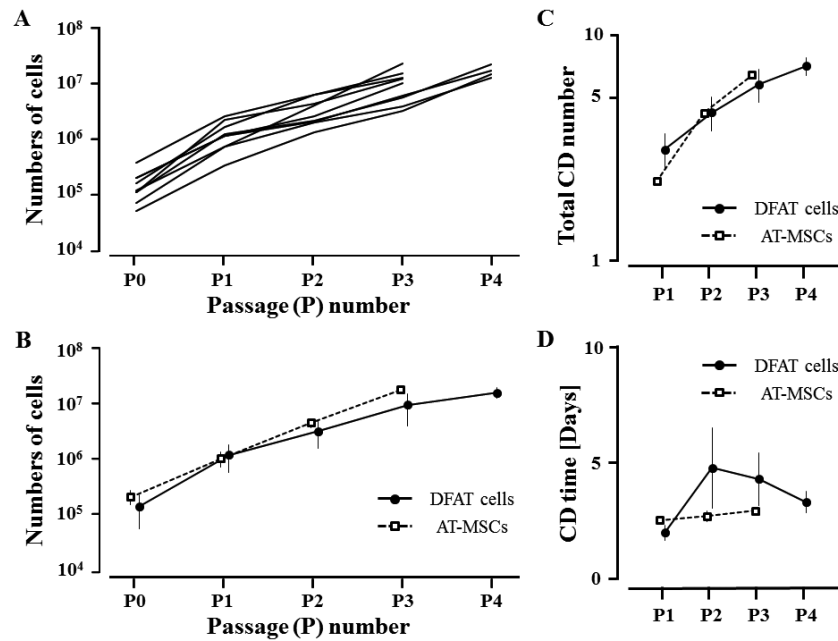 A
Numbers of cells
10⁸
10⁷
10⁶
10⁵
10⁴
P0 P1 P2 P3 P4
Passage (P) number
B
Numbers of cells
10⁸
10⁷
10⁶
10⁵
10⁴
DFAT cells
AT-MSCs
P0 P1 P2 P3 P4
Passage (P) number
C
Total CD number
10
5
1
DFAT cells
AT-MSCs
P1 P2 P3 P4
D
CD time [Days]
10
5
0
DFAT cells
AT-MSCs
P1 P2 P3 P4